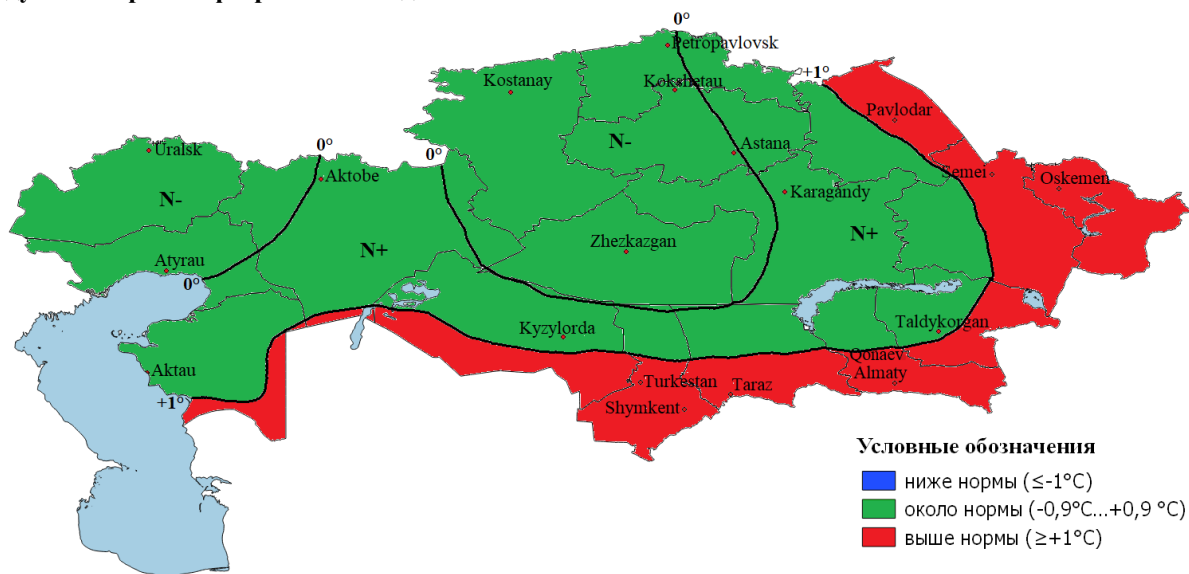 0°
Petropavlovsk
Kostanay
Kokshetau
+1°
Pavlodar
N-
Uralsk
0°
0°
Astana
Aktobe
Semei
Oskemen
Karagandy
N-
N+
N+
Zhezkazgan
Atyrau
0°
Kyzylorda
Taldykorgan
Qonaev
Aktau
Turkestan
Taraz
Almaty
+1°
Shymkent
Условные обозначения
ниже нормы (≤-1°C)
около нормы (-0,9°C...+0,9 °C)
выше нормы (≥+1°C)